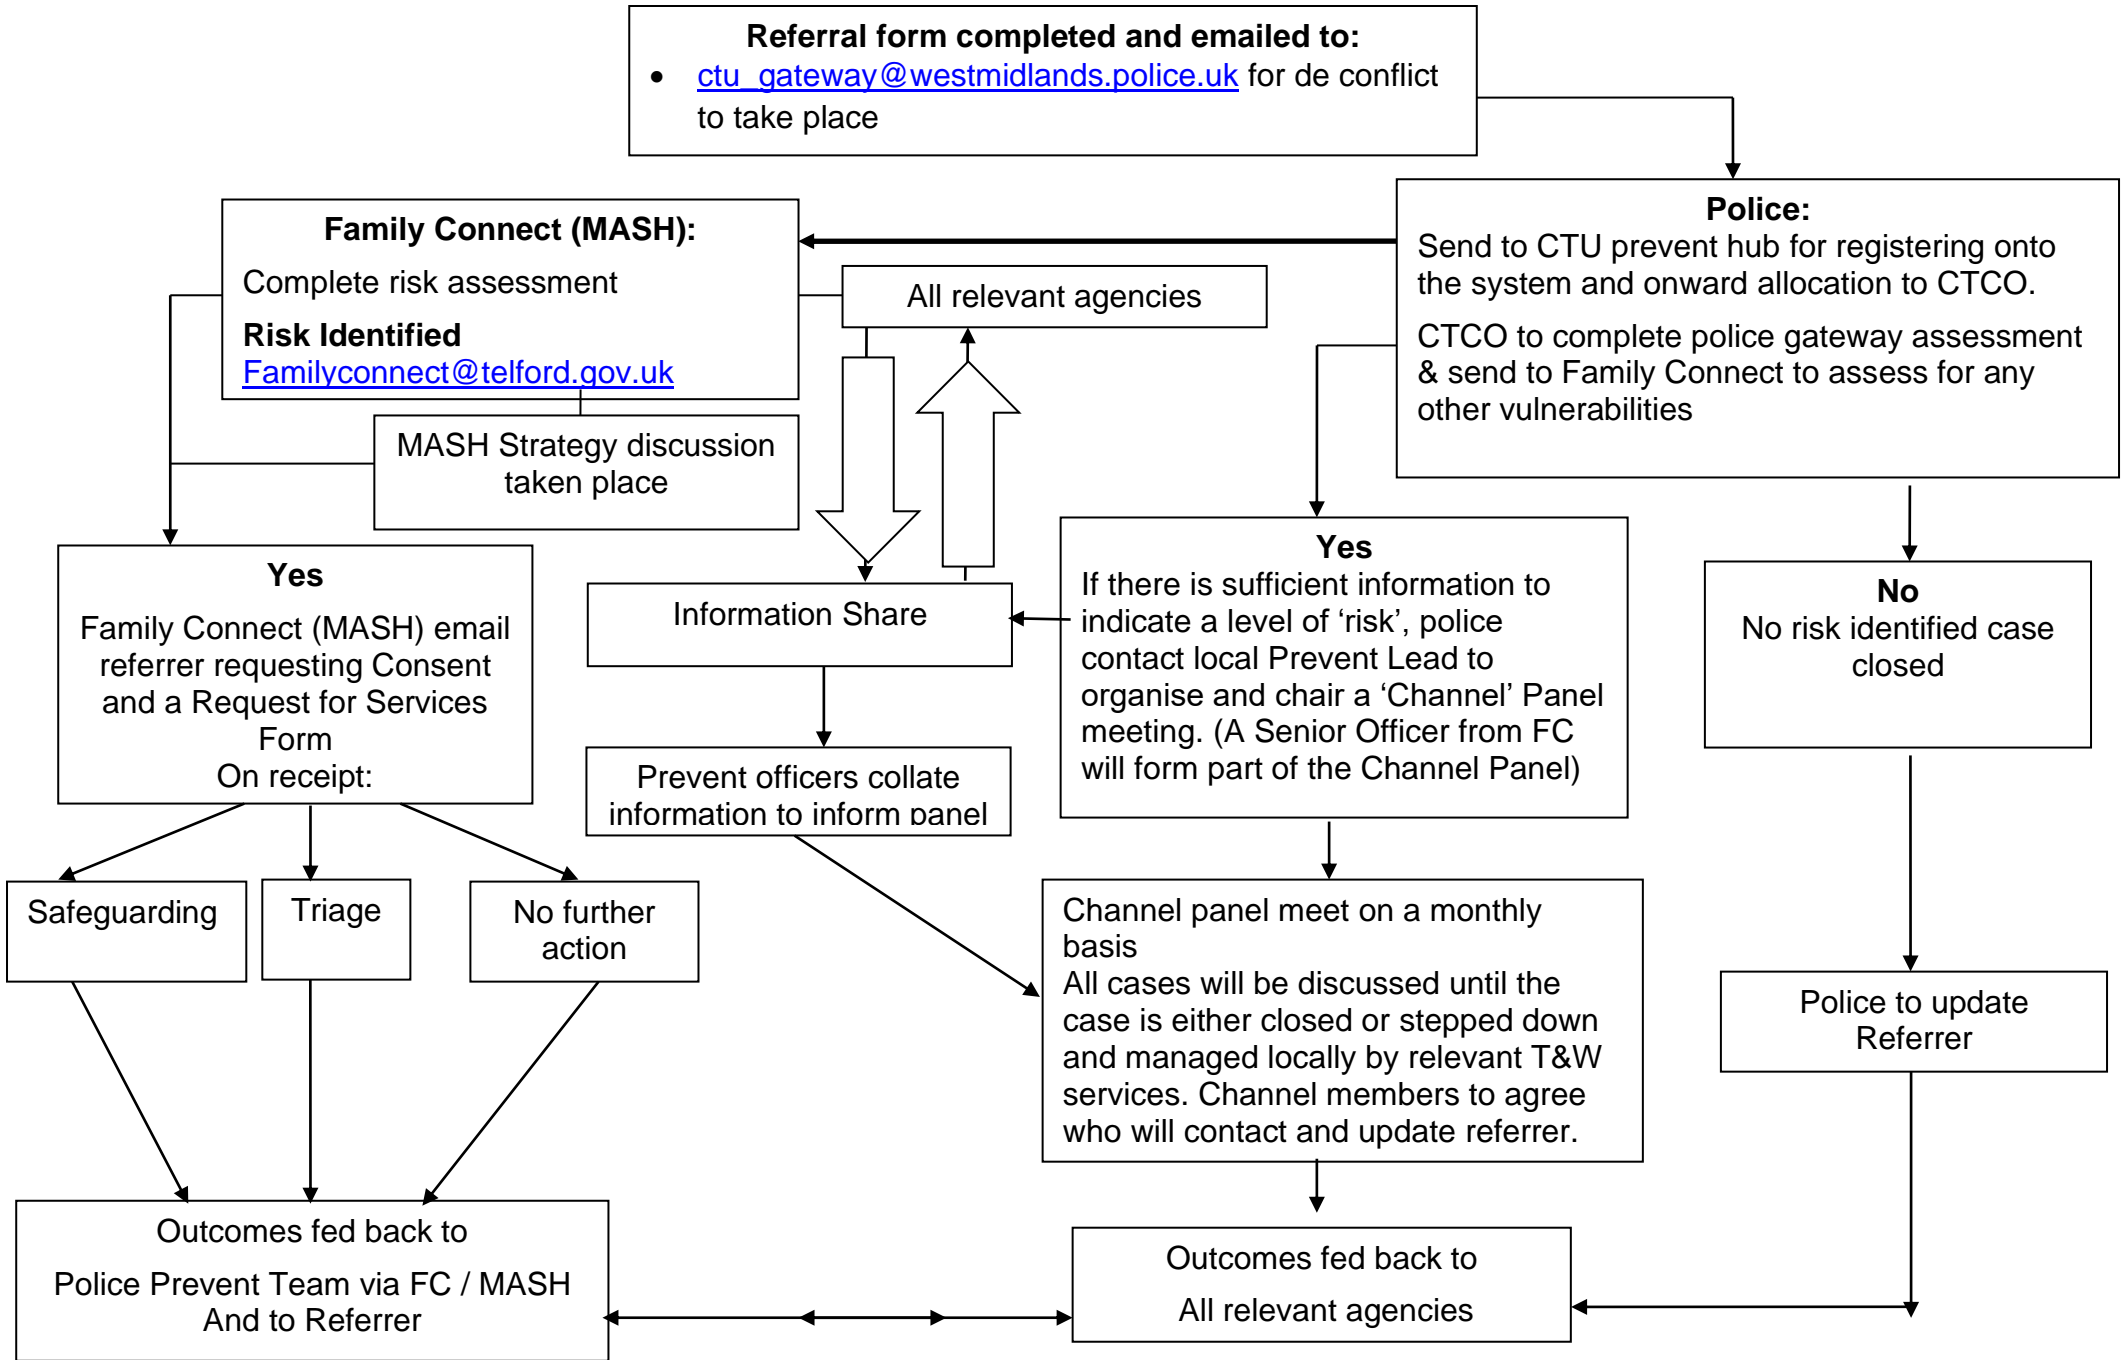 Referral form completed and emailed to:
• ctu_gateway@westmidlands.police.uk for de conflict
to take place
Police:
Send to CTU prevent hub for registering onto
the system and onward allocation to CTCO.
CTCO to complete police gateway assessment
& send to Family Connect to assess for any
other vulnerabilities
Family Connect (MASH):
Complete risk assessment
Risk Identified
Familyconnect@telford.gov.uk
All relevant agencies
MASH Strategy discussion
taken place
Yes
Family Connect (MASH) email
referrer requesting Consent
and a Request for Services
Form
On receipt:
Information Share
Yes
If there is sufficient information to
indicate a level of ‘risk’, police
contact local Prevent Lead to
organise and chair a ‘Channel’ Panel
meeting. (A Senior Officer from FC
will form part of the Channel Panel)
No
No risk identified case
closed
Prevent officers collate
information to inform panel
Safeguarding
Triage
No further
action
Channel panel meet on a monthly
basis
All cases will be discussed until the
case is either closed or stepped down
and managed locally by relevant T&W
services. Channel members to agree
who will contact and update referrer.
Police to update
Referrer
Outcomes fed back to
Police Prevent Team via FC / MASH
And to Referrer
Outcomes fed back to
All relevant agencies